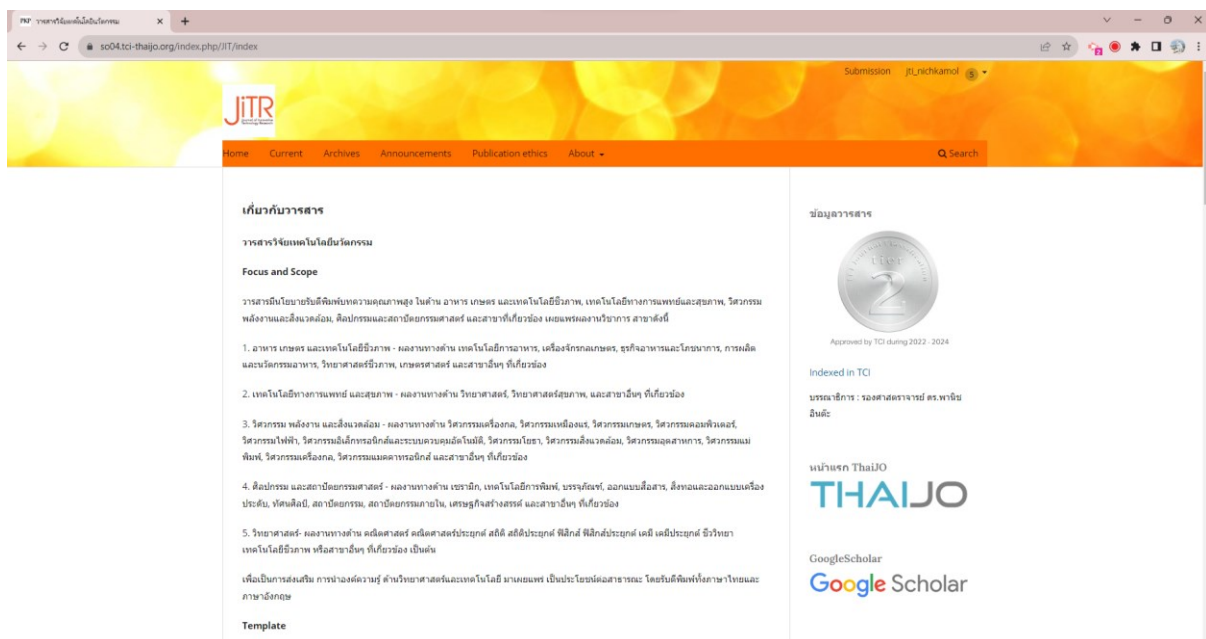 PKP วารสารวิจัยเทคโนโลยีนวัตกรรม
so04.tci-thaijo.org/index.php/JIT/index
Submission jti_nichkamol 5
JiTR
Home Current Archives Announcements Publication ethics About Search
เกี่ยวกับวารสาร
วารสารวิจัยเทคโนโลยีนวัตกรรม
Focus and Scope
วารสารมีนโยบายรับตีพิมพ์บทความคุณภาพสูง ในด้าน อาหาร เกษตร และเทคโนโลยีชีวภาพ, เทคโนโลยีทางการแพทย์และสุขภาพ, วิศวกรรม
พลังงานและสิ่งแวดล้อม, ศิลปกรรมและสถาปัตยกรรมศาสตร์ และสาขาที่เกี่ยวข้อง เผยแพร่ผลงานวิชาการ สาขาดังนี้
1. อาหาร เกษตร และเทคโนโลยีชีวภาพ - ผลงานทางด้าน เทคโนโลยีการอาหาร, เครื่องจักรกลเกษตร, ธุรกิจอาหารและโภชนาการ, การผลิต
และนวัตกรรมอาหาร, วิทยาศาสตร์ชีวภาพ, เกษตรศาสตร์ และสาขาอื่นๆ ที่เกี่ยวข้อง
2. เทคโนโลยีทางการแพทย์ และสุขภาพ - ผลงานทางด้าน วิทยาศาสตร์, วิทยาศาสตร์สุขภาพ, และสาขาอื่นๆ ที่เกี่ยวข้อง
3. วิศวกรรม พลังงาน และสิ่งแวดล้อม - ผลงานทางด้าน วิศวกรรมเครื่องกล, วิศวกรรมเหมืองแร่, วิศวกรรมเกษตร, วิศวกรรมคอมพิวเตอร์,
วิศวกรรมไฟฟ้า, วิศวกรรมอิเล็กทรอนิกส์และระบบควบคุมอัตโนมัติ, วิศวกรรมโยธา, วิศวกรรมสิ่งแวดล้อม, วิศวกรรมอุตสาหการ, วิศวกรรมแม่
พิมพ์, วิศวกรรมเครื่องกล, วิศวกรรมแมคคาทรอนิกส์ และสาขาอื่นๆ ที่เกี่ยวข้อง
4. ศิลปกรรม และสถาปัตยกรรมศาสตร์ - ผลงานทางด้าน เซรามิก, เทคโนโลยีการพิมพ์, บรรจุภัณฑ์, ออกแบบสื่อสาร, สิ่งทอและออกแบบเครื่อง
ประดับ, ทัศนศิลป์, สถาปัตยกรรม, สถาปัตยกรรมภายใน, เศรษฐกิจสร้างสรรค์ และสาขาอื่นๆ ที่เกี่ยวข้อง
5. วิทยาศาสตร์- ผลงานทางด้าน คณิตศาสตร์ คณิตศาสตร์ประยุกต์ สถิติ สถิติประยุกต์ ฟิสิกส์ ฟิสิกส์ประยุกต์ เคมี เคมีประยุกต์ ชีววิทยา
เทคโนโลยีชีวภาพ หรือสาขาอื่นๆ ที่เกี่ยวข้อง เป็นต้น
เพื่อเป็นการส่งเสริม การนำองค์ความรู้ ด้านวิทยาศาสตร์และเทคโนโลยี มาเผยแพร่ เป็นประโยชน์ต่อสาธารณะ โดยรับตีพิมพ์ทั้งภาษาไทยและ
ภาษาอังกฤษ
Template
ข้อมูลวารสาร
tier
2
Approved by TCI during 2022 - 2024
Indexed in TCI
บรรณาธิการ : รองศาสตราจารย์ ดร.พานิช
อินต๊ะ
หน้าแรก ThaiJO
THAIJO
GoogleScholar
Google Scholar